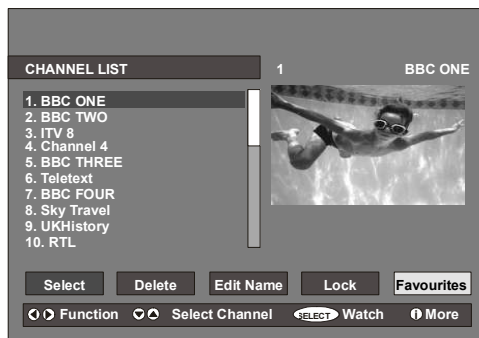 CHANNEL LIST 1 BBC ONE
1. BBC ONE
2. BBC TWO
3. ITV 8
4. Channel 4
5. BBC THREE
6. Teletext
7. BBC FOUR
8. Sky Travel
9. UKHistory
10. RTL
Select Delete Edit Name Lock Favourites
Function Select Channel SELECT Watch i More